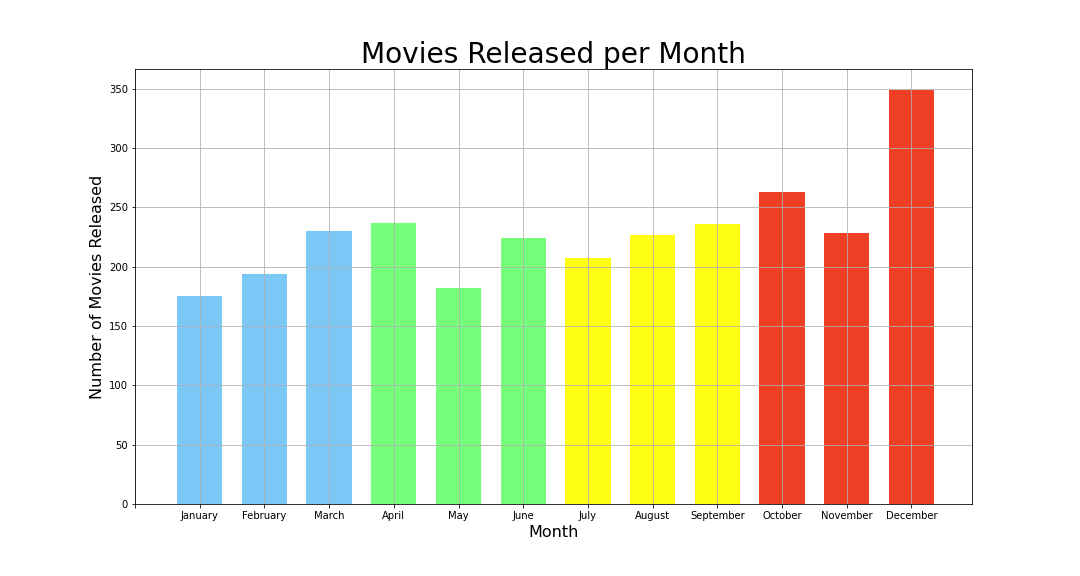 Movies Released per Month
Number of Movies Released
350
300
250
200
150
100
50
0
January February March April May June July August September October November December
Month